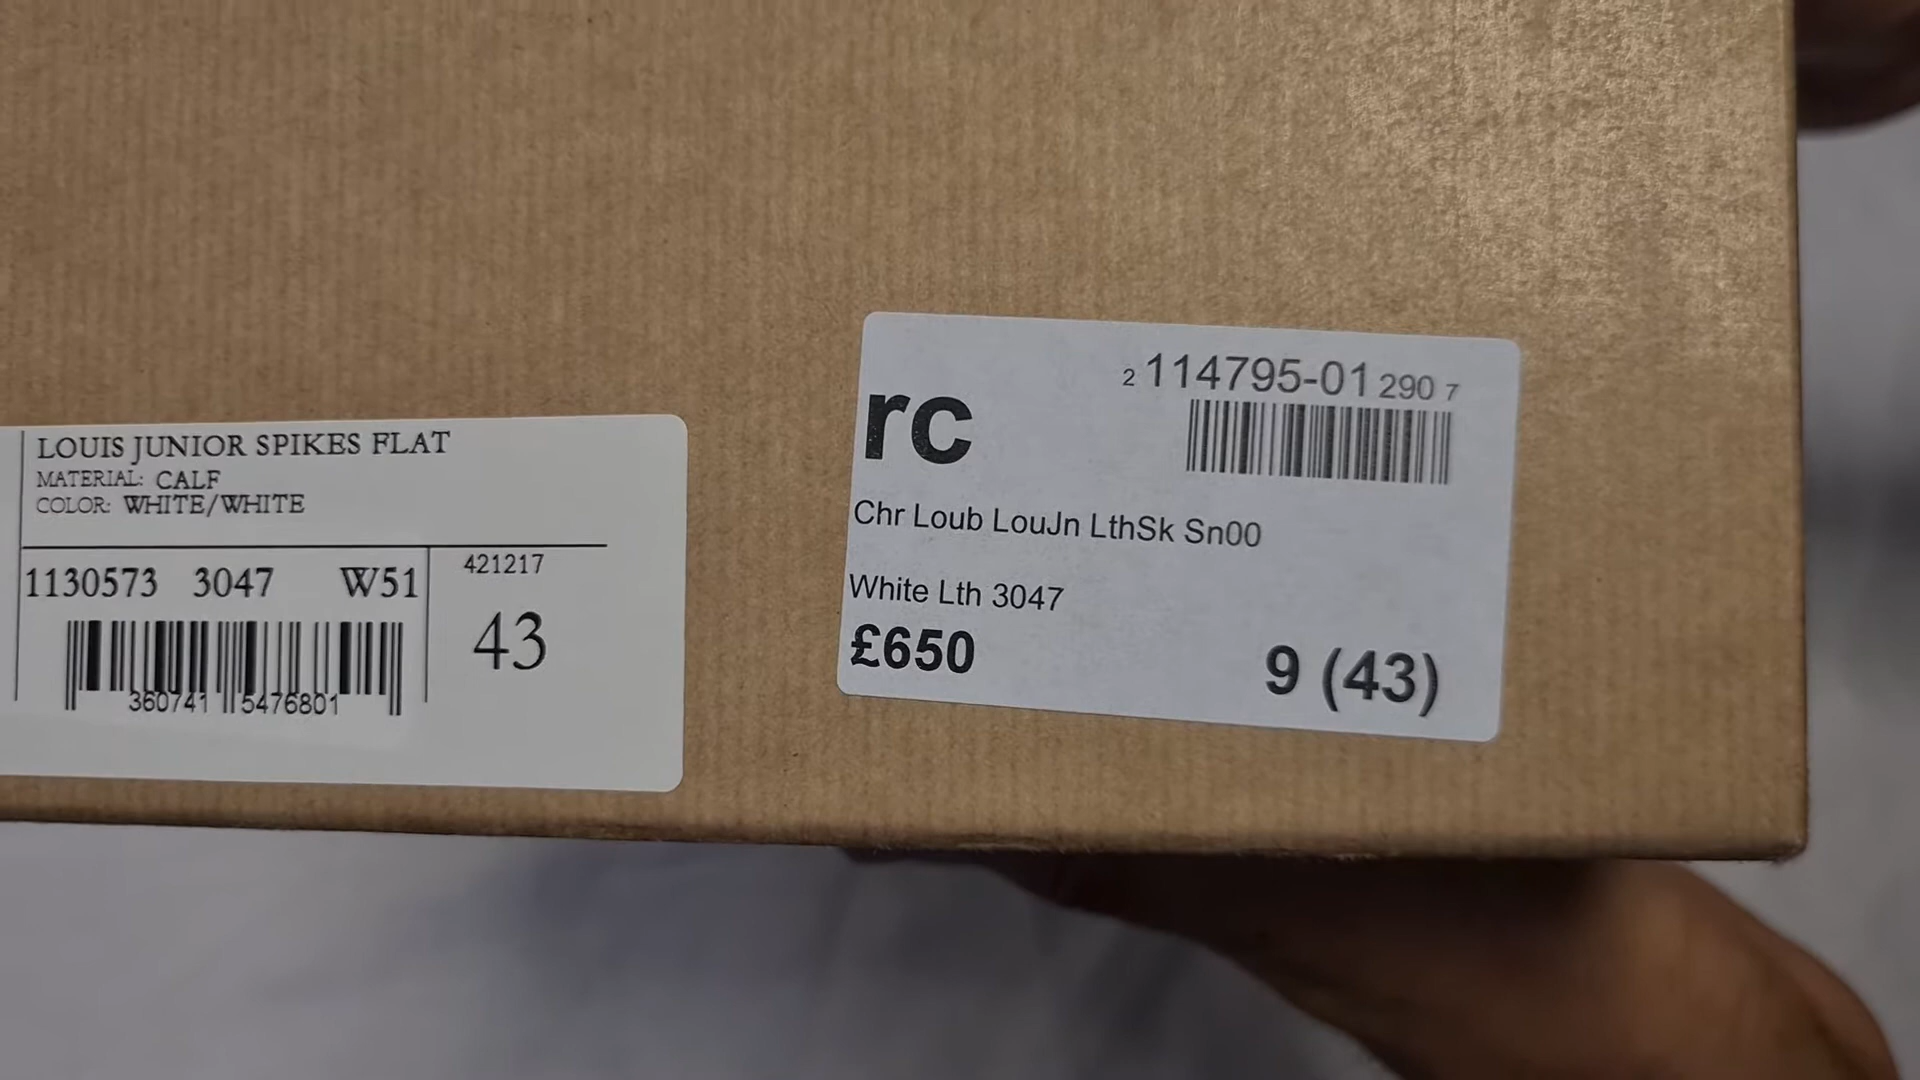 LOUIS JUNIOR SPIKES FLAT
MATERIAL: CALF
COLOR: WHITE/WHITE
1130573 3047 W51
421217
43
360741 5476801
rc
2 114795-01 290 7
Chr Loub LouJn LthSk Sn00
White Lth 3047
£650
9 (43)